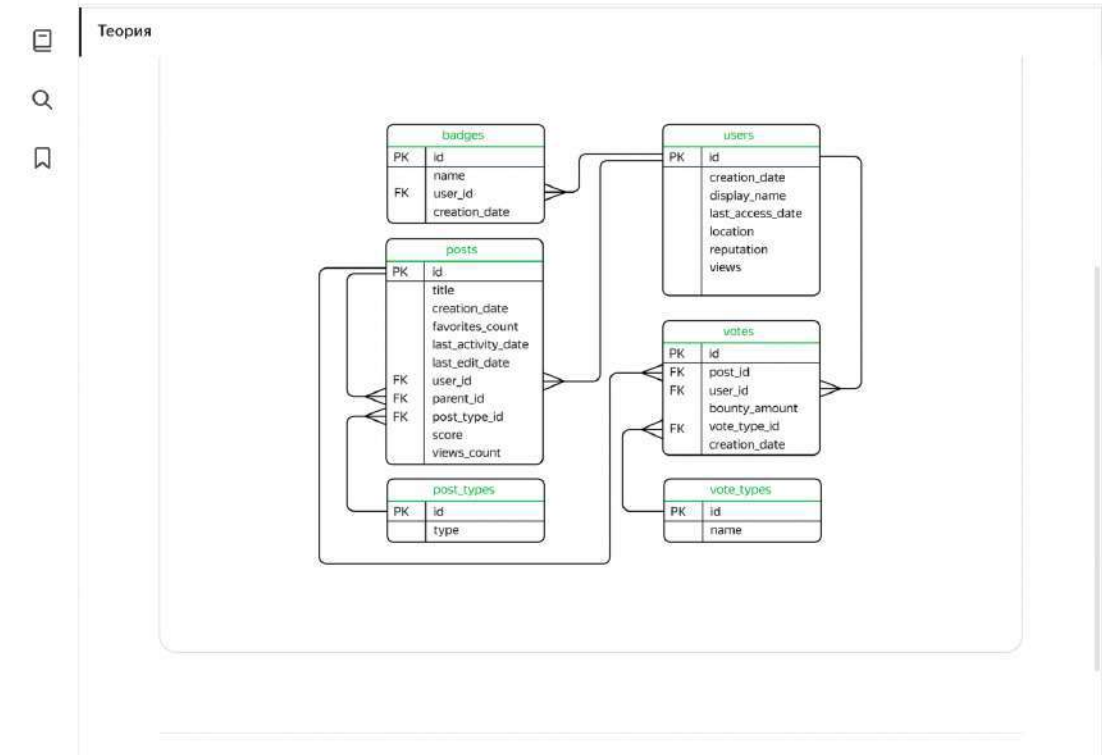 Теория
badges
PK id
name
FK user_id
creation_date
users
PK id
creation_date
display_name
last_access_date
location
reputation
views
posts
PK id
title
creation_date
favorites_count
last_activity_date
last_edit_date
FK user_id
FK parent_id
FK post_type_id
score
views_count
votes
PK id
FK post_id
FK user_id
bounty_amount
FK vote_type_id
creation_date
post_types
PK id
type
vote_types
PK id
name